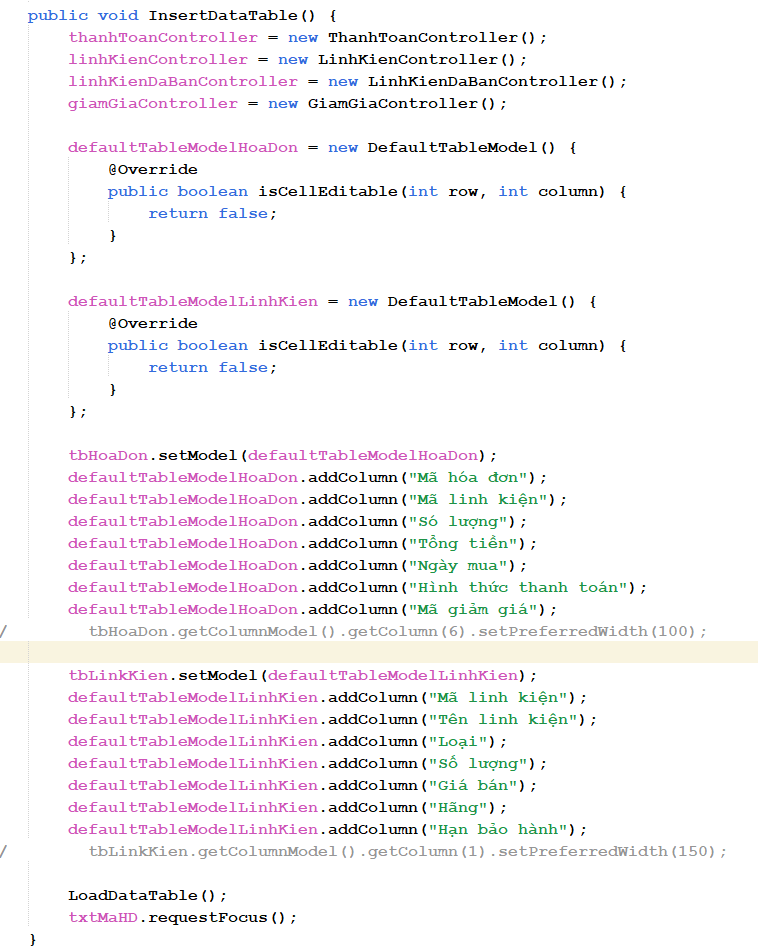 public void InsertDataTable() {
    thanhToanController = new ThanhToanController();
    linhKienController = new LinhKienController();
    linhKienDaBanController = new LinhKienDaBanController();
    giamGiaController = new GiamGiaController();

    defaultTableModelHoaDon = new DefaultTableModel() {
        @Override
        public boolean isCellEditable(int row, int column) {
            return false;
        }
    };

    defaultTableModelLinhKien = new DefaultTableModel() {
        @Override
        public boolean isCellEditable(int row, int column) {
            return false;
        }
    };

    tbHoaDon.setModel(defaultTableModelHoaDon);
    defaultTableModelHoaDon.addColumn("Mã hóa đơn");
    defaultTableModelHoaDon.addColumn("Mã linh kiện");
    defaultTableModelHoaDon.addColumn("Só lượng");
    defaultTableModelHoaDon.addColumn("Tổng tiền");
    defaultTableModelHoaDon.addColumn("Ngày mua");
    defaultTableModelHoaDon.addColumn("Hình thức thanh toán");
    defaultTableModelHoaDon.addColumn("Mã giảm giá");
/        tbHoaDon.getColumnModel().getColumn(6).setPreferredWidth(100);

    tbLinkKien.setModel(defaultTableModelLinhKien);
    defaultTableModelLinhKien.addColumn("Mã linh kiện");
    defaultTableModelLinhKien.addColumn("Tên linh kiện");
    defaultTableModelLinhKien.addColumn("Loại");
    defaultTableModelLinhKien.addColumn("Số lượng");
    defaultTableModelLinhKien.addColumn("Giá bán");
    defaultTableModelLinhKien.addColumn("Hãng");
    defaultTableModelLinhKien.addColumn("Hạn bảo hành");
/        tbLinkKien.getColumnModel().getColumn(1).setPreferredWidth(150);

    LoadDataTable();
    txtMaHD.requestFocus();
}